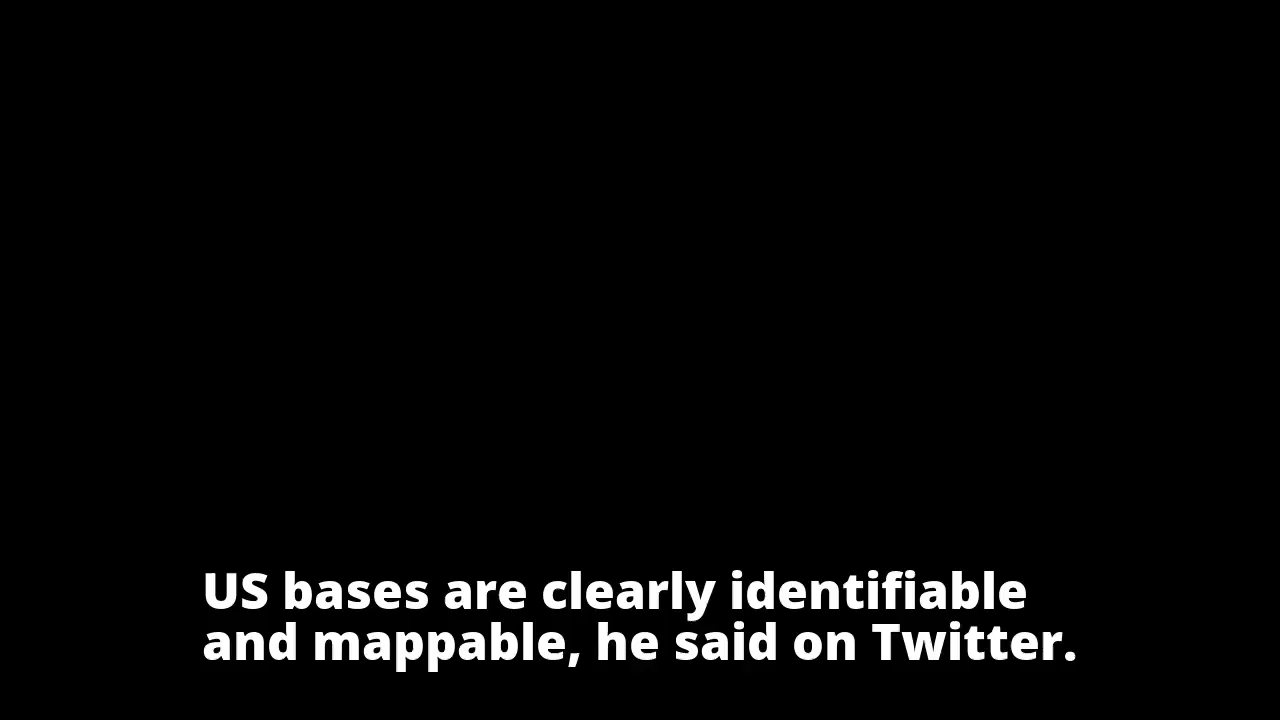 US bases are clearly identifiable
and mappable, he said on Twitter.